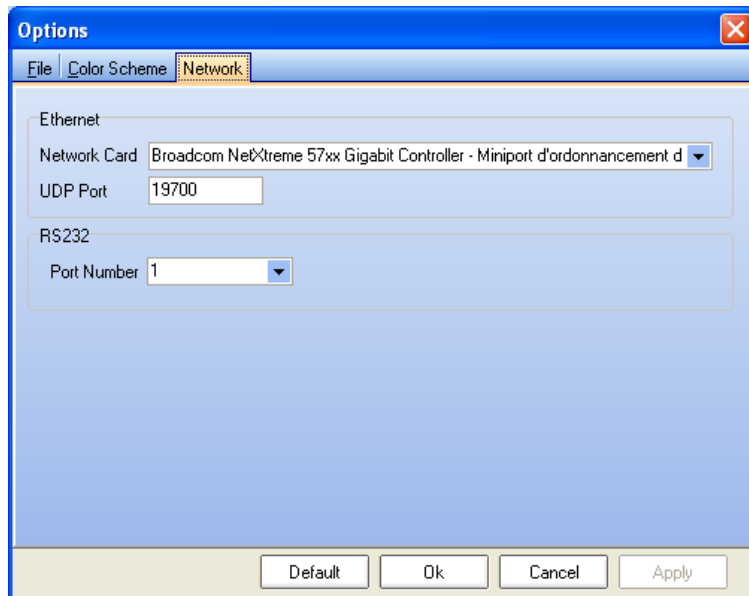 Options
File Color Scheme Network
Ethernet
Network Card Broadcom NetXtreme 57xx Gigabit Controller - Miniport d'ordonnancement d
UDP Port 19700
RS232
Port Number 1
Default Ok Cancel Apply